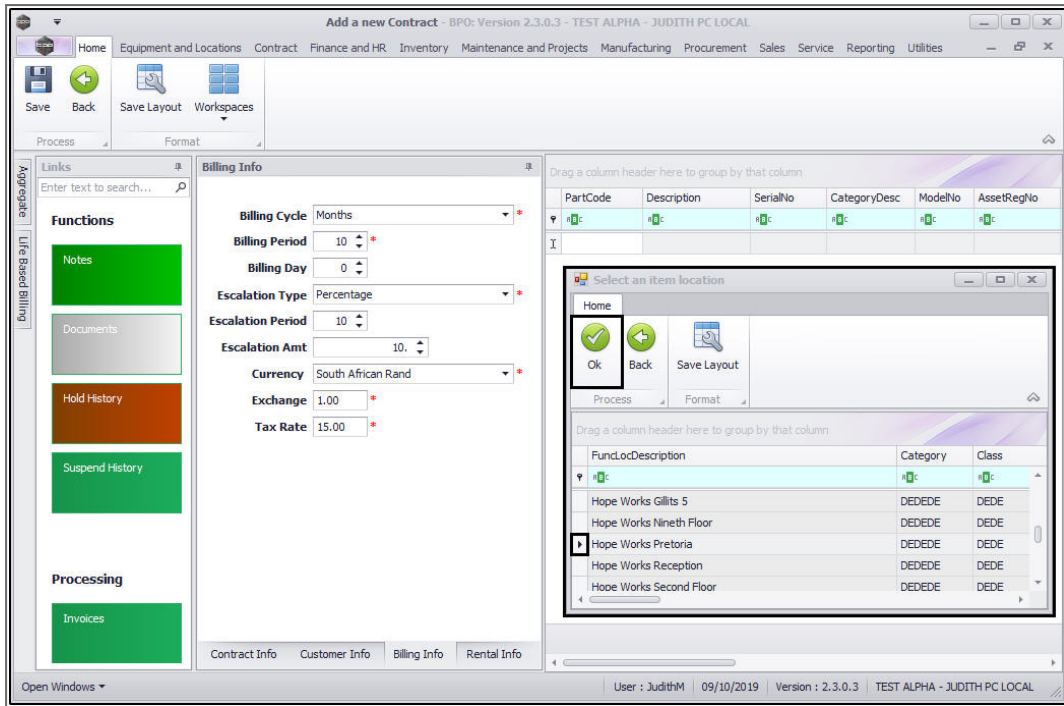 Add a new Contract - BPO: Version 2.3.0.3 - TEST ALPHA - JUDITH PC LOCAL
Home Equipment and Locations Contract Finance and HR Inventory Maintenance and Projects Manufacturing Procurement Sales Service Reporting Utilities
Save Back Save Layout Workspaces
Process Format
Aggregate
Life Based Billing
Links
Enter text to search...
Functions
Notes
Documents
Hold History
Suspend History
Processing
Invoices
Billing Info
Billing Cycle Months *
Billing Period 10 *
Billing Day 0
Escalation Type Percentage *
Escalation Period 10
Escalation Amt 10.
Currency South African Rand *
Exchange 1.00 *
Tax Rate 15.00 *
Contract Info Customer Info Billing Info Rental Info
Drag a column header here to group by that column
PartCode Description SerialNo CategoryDesc ModelNo AssetRegNo
Select an item location
Home
Ok Back Save Layout
Process Format
Drag a column header here to group by that column
FuncLocDescription Category Class
Hope Works Gillits 5 DEDEDE DEDE
Hope Works Nineth Floor DEDEDE DEDE
Hope Works Pretoria DEDEDE DEDE
Hope Works Reception DEDEDE DEDE
Hope Works Second Floor DEDEDE DEDE
Open Windows User : JudithM 09/10/2019 Version : 2.3.0.3 TEST ALPHA - JUDITH PC LOCAL